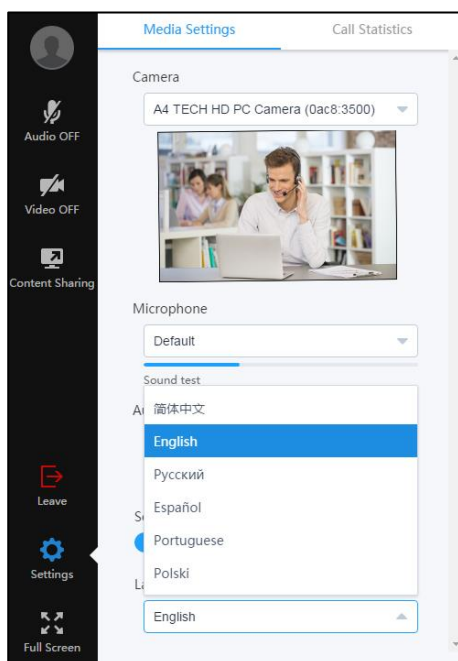 Media Settings
Call Statistics
Audio OFF
Video OFF
Content Sharing
Leave
Settings
Full Screen
Camera
A4 TECH HD PC Camera (0ac8:3500)
Microphone
Default
Sound test
简体中文
English
Русский
Español
Portuguese
Polski
English